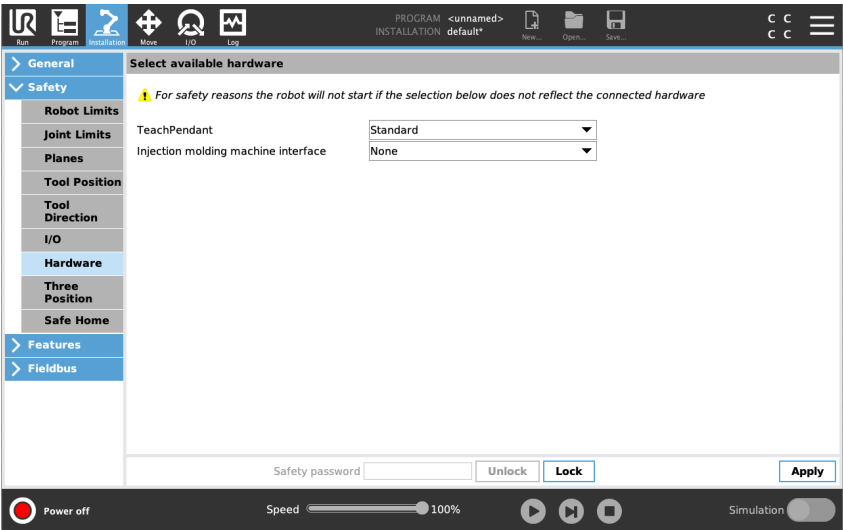 UR
PROGRAM <unnamed>
INSTALLATION default*
C C
C C
Run Program Installation Move I/O Log New... Open... Save...
General
Safety
Robot Limits
Joint Limits
Planes
Tool Position
Tool
Direction
I/O
Hardware
Three
Position
Safe Home
Features
Fieldbus
Select available hardware
For safety reasons the robot will not start if the selection below does not reflect the connected hardware
TeachPendant Standard
Injection molding machine interface None
Safety password Unlock Lock Apply
Power off Speed 100% Simulation